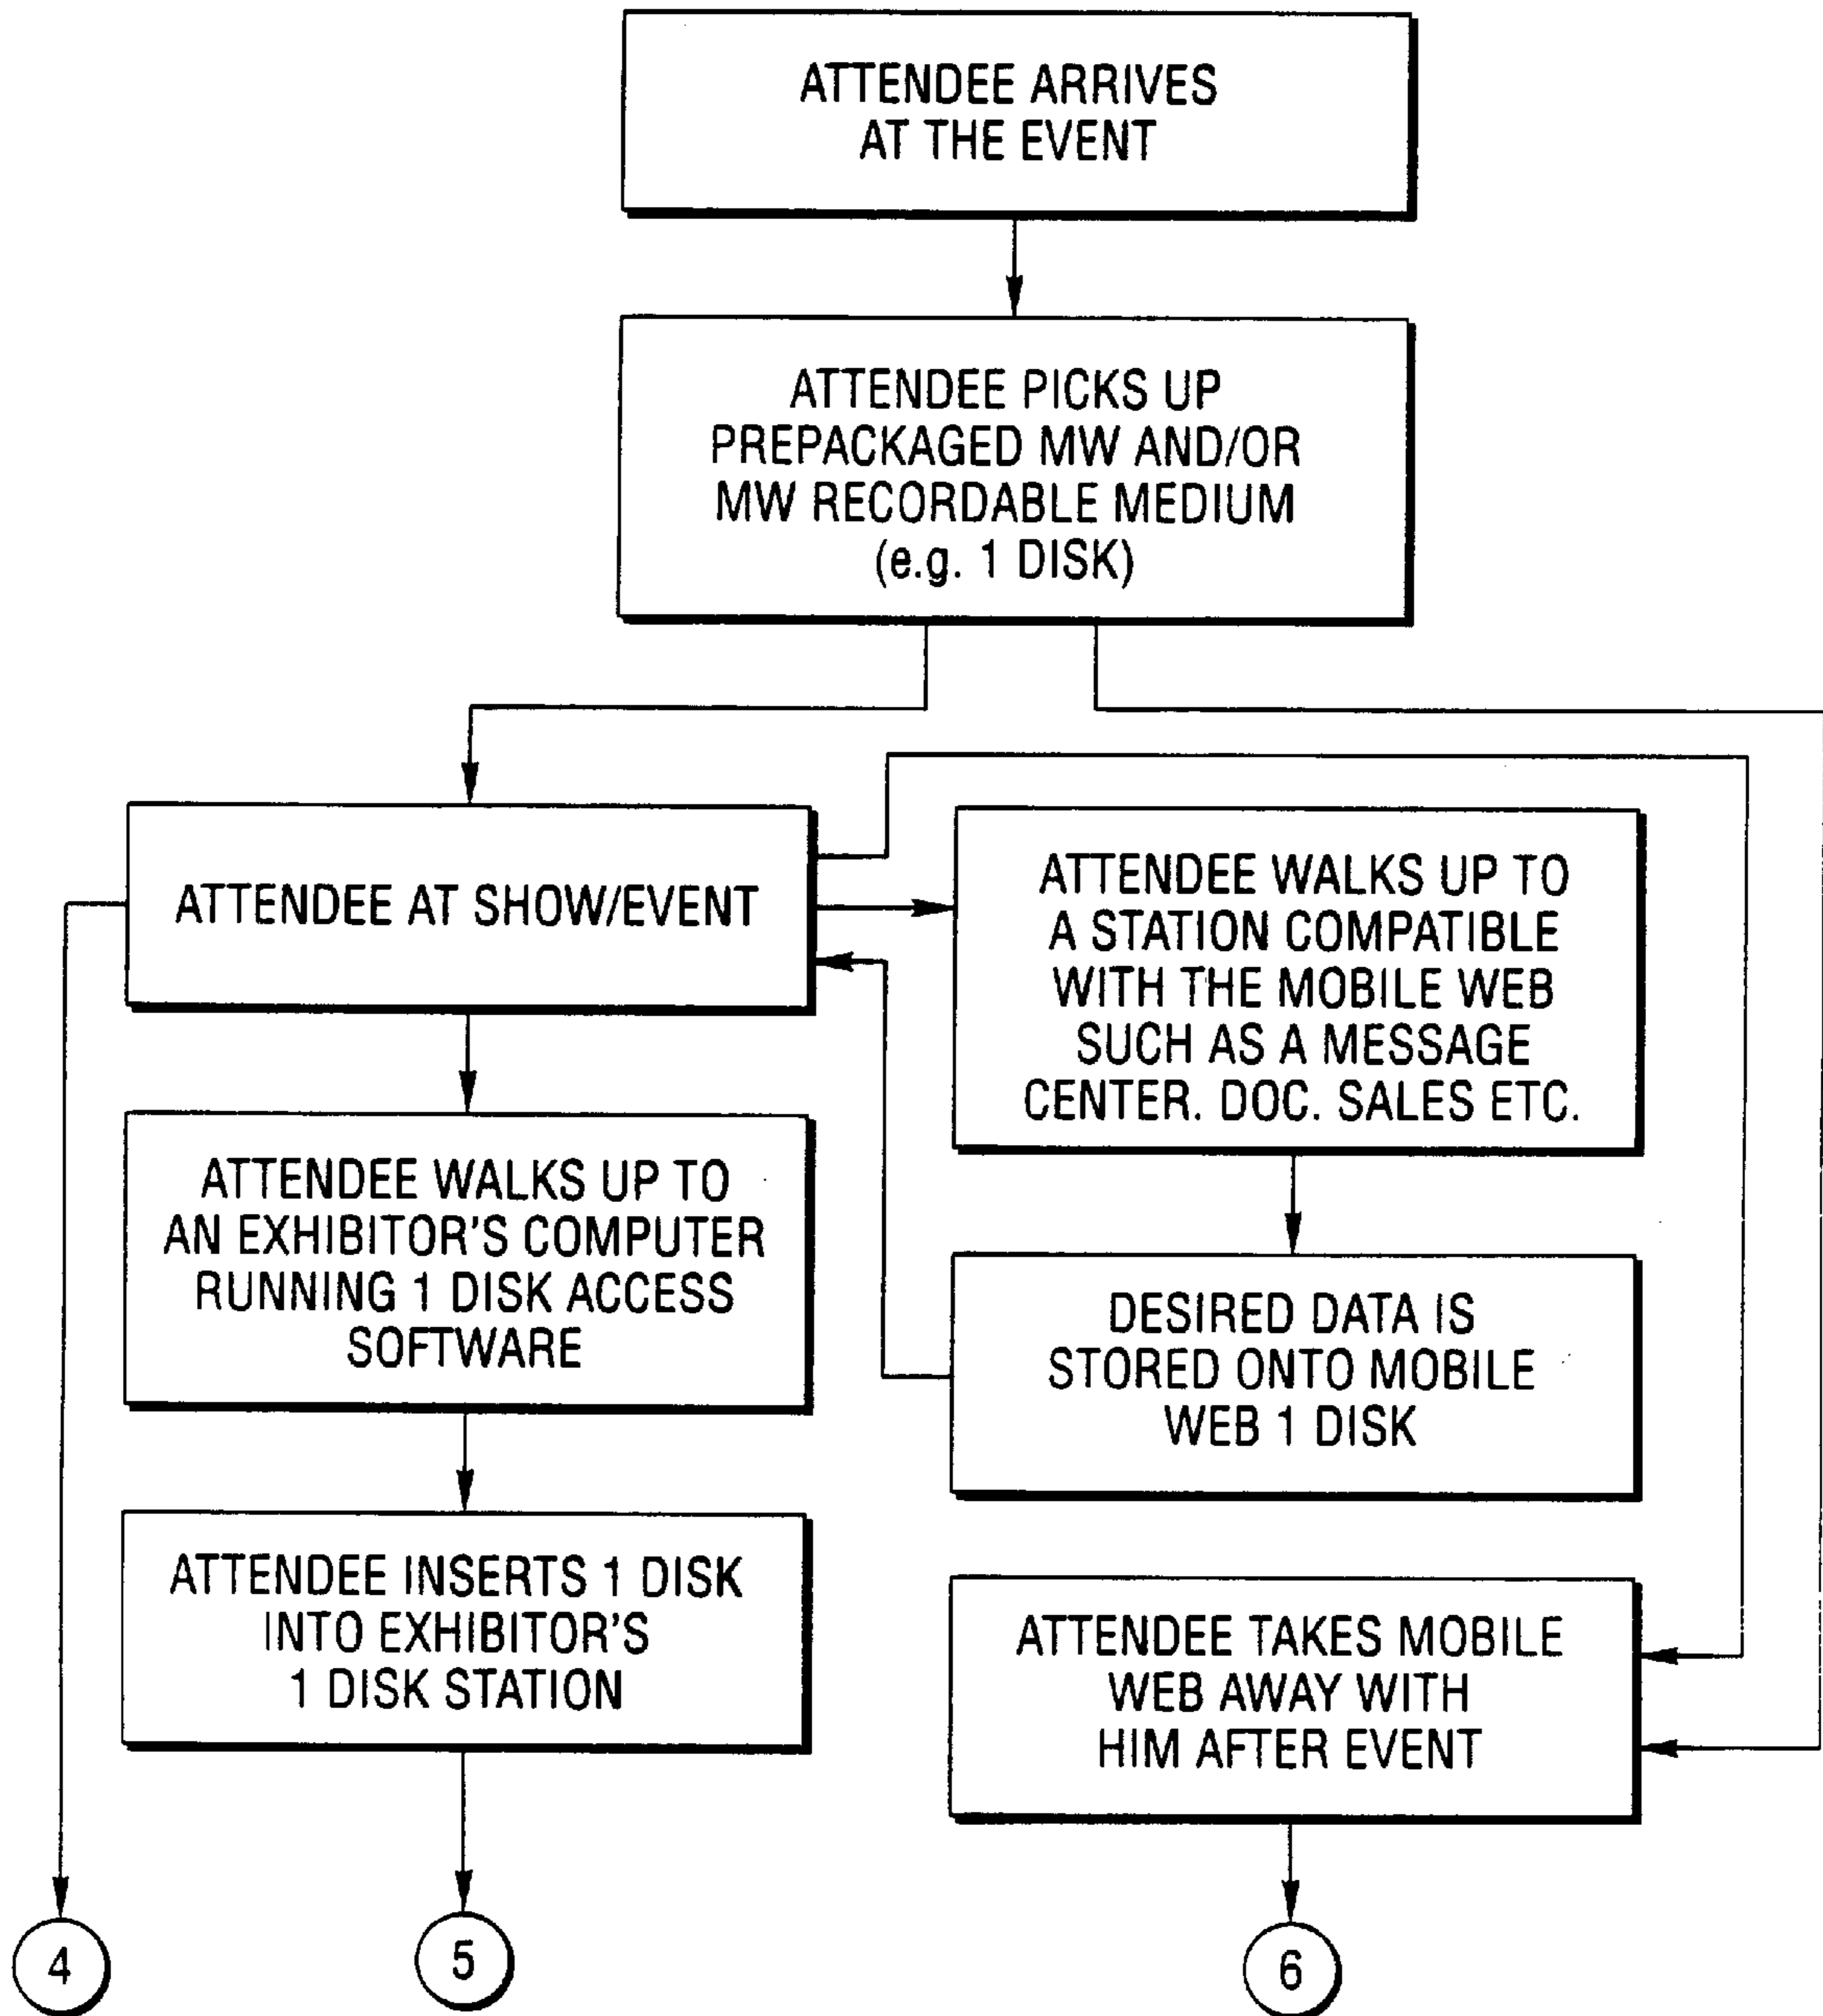 ATTENDEE ARRIVES
AT THE EVENT
ATTENDEE PICKS UP
PREPACKAGED MW AND/OR
MW RECORDABLE MEDIUM
(e.g. 1 DISK)
ATTENDEE AT SHOW/EVENT
ATTENDEE WALKS UP TO
A STATION COMPATIBLE
WITH THE MOBILE WEB
SUCH AS A MESSAGE
CENTER. DOC. SALES ETC.
ATTENDEE WALKS UP TO
AN EXHIBITOR'S COMPUTER
RUNNING 1 DISK ACCESS
SOFTWARE
DESIRED DATA IS
STORED ONTO MOBILE
WEB 1 DISK
ATTENDEE INSERTS 1 DISK
INTO EXHIBITOR'S
1 DISK STATION
ATTENDEE TAKES MOBILE
WEB AWAY WITH
HIM AFTER EVENT
4
5
6